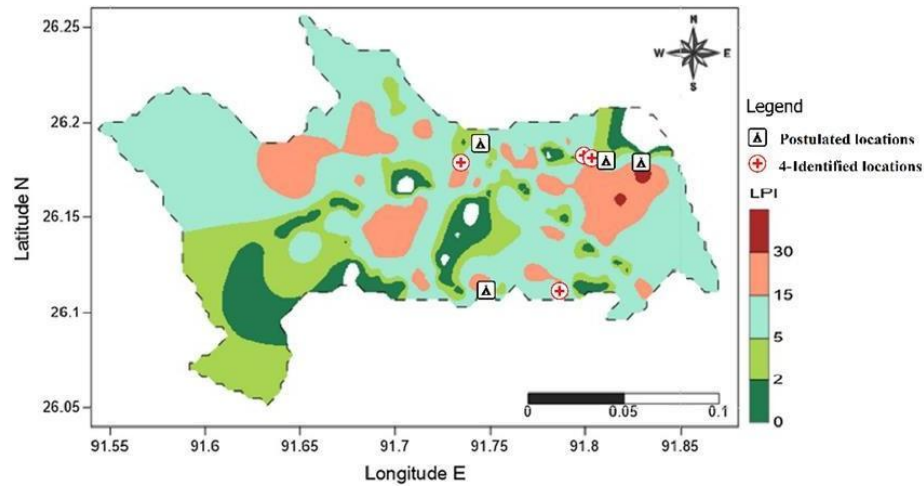 26.25
26.2
26.15
26.1
26.05
Latitude N
91.55 91.6 91.65 91.7 91.75 91.8 91.85
Longitude E
N
W E
S
0 0.05 0.1
Legend
Postulated locations
4-Identified locations
LPI
30
15
5
2
0